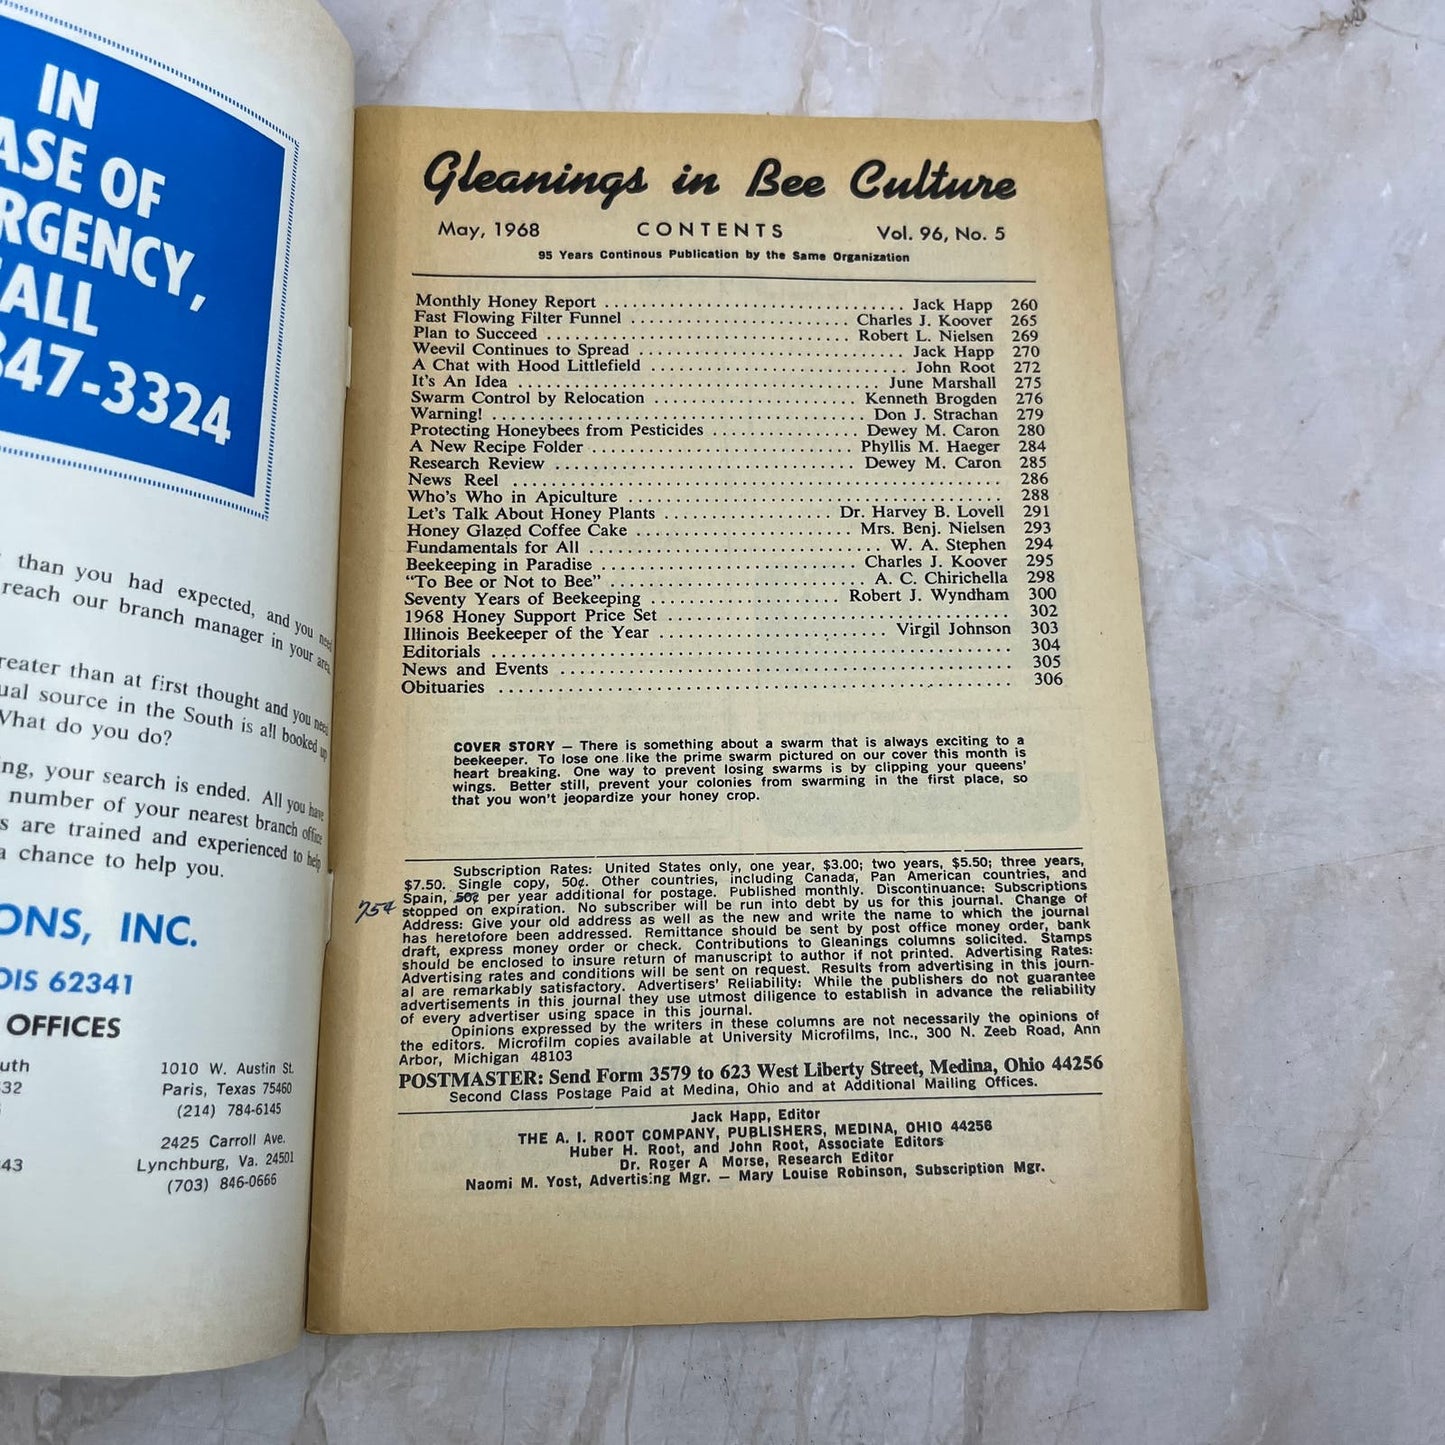 IN
ASE OF
RGENCY,
ALL
847-3324
than you had expected, and you need
reach our branch manager in your area.
reater than at first thought and you need
ual source in the South is all booked up
What do you do?
ng, your search is ended. All you have
number of your nearest branch office
s are trained and experienced to help
a chance to help you.
ONS, INC.
OIS 62341
OFFICES
uth
532
1010 W. Austin St.
Paris, Texas 75460
(214) 784-6145
43
2425 Carroll Ave.
Lynchburg, Va. 24501
(703) 846-0666
Gleanings in Bee Culture
May, 1968 CONTENTS Vol. 96, No. 5
95 Years Continous Publication by the Same Organization
Monthly Honey Report ........ Jack Happ 260
Fast Flowing Filter Funnel ........ Charles J. Koover 265
Plan to Succeed ........ Robert L. Nielsen 269
Weevil Continues to Spread ........ Jack Happ 270
A Chat with Hood Littlefield ........ John Root 272
It's An Idea ........ June Marshall 275
Swarm Control by Relocation ........ Kenneth Brogden 276
Warning! ........ Don J. Strachan 279
Protecting Honeybees from Pesticides ........ Dewey M. Caron 280
A New Recipe Folder ........ Phyllis M. Haeger 284
Research Review ........ Dewey M. Caron 285
News Reel ........ 286
Who's Who in Apiculture ........ 288
Let's Talk About Honey Plants ........ Dr. Harvey B. Lovell 291
Honey Glazed Coffee Cake ........ Mrs. Benj. Nielsen 293
Fundamentals for All ........ W. A. Stephen 294
Beekeeping in Paradise ........ Charles J. Koover 295
"To Bee or Not to Bee" ........ A. C. Chirichella 298
Seventy Years of Beekeeping ........ Robert J. Wyndham 300
1968 Honey Support Price Set ........ 302
Illinois Beekeeper of the Year ........ Virgil Johnson 303
Editorials ........ 304
News and Events ........ 305
Obituaries ........ 306
COVER STORY — There is something about a swarm that is always exciting to a
beekeeper. To lose one like the prime swarm pictured on our cover this month is
heart breaking. One way to prevent losing swarms is by clipping your queens'
wings. Better still, prevent your colonies from swarming in the first place, so
that you won't jeopardize your honey crop.
Subscription Rates: United States only, one year, $3.00; two years, $5.50; three years,
$7.50. Single copy, 50¢. Other countries, including Canada, Pan American countries, and
Spain, 50¢ per year additional for postage. Published monthly. Discontinuance: Subscriptions
75¢
stopped on expiration. No subscriber will be run into debt by us for this journal. Change of
Address: Give your old address as well as the new and write the name to which the journal
has heretofore been addressed. Remittance should be sent by post office money order, bank
draft, express money order or check. Contributions to Gleanings columns solicited. Stamps
should be enclosed to insure return of manuscript to author if not printed. Advertising Rates:
Advertising rates and conditions will be sent on request. Results from advertising in this journ-
al are remarkably satisfactory. Advertisers' Reliability: While the publishers do not guarantee
advertisements in this journal they use utmost diligence to establish in advance the reliability
of every advertiser using space in this journal.
Opinions expressed by the writers in these columns are not necessarily the opinions of
the editors. Microfilm copies available at University Microfilms, Inc., 300 N. Zeeb Road, Ann
Arbor, Michigan 48103
POSTMASTER: Send Form 3579 to 623 West Liberty Street, Medina, Ohio 44256
Second Class Postage Paid at Medina, Ohio and at Additional Mailing Offices.
Jack Happ, Editor
THE A. I. ROOT COMPANY, PUBLISHERS, MEDINA, OHIO 44256
Huber H. Root, and John Root, Associate Editors
Dr. Roger A Morse, Research Editor
Naomi M. Yost, Advertising Mgr. — Mary Louise Robinson, Subscription Mgr.